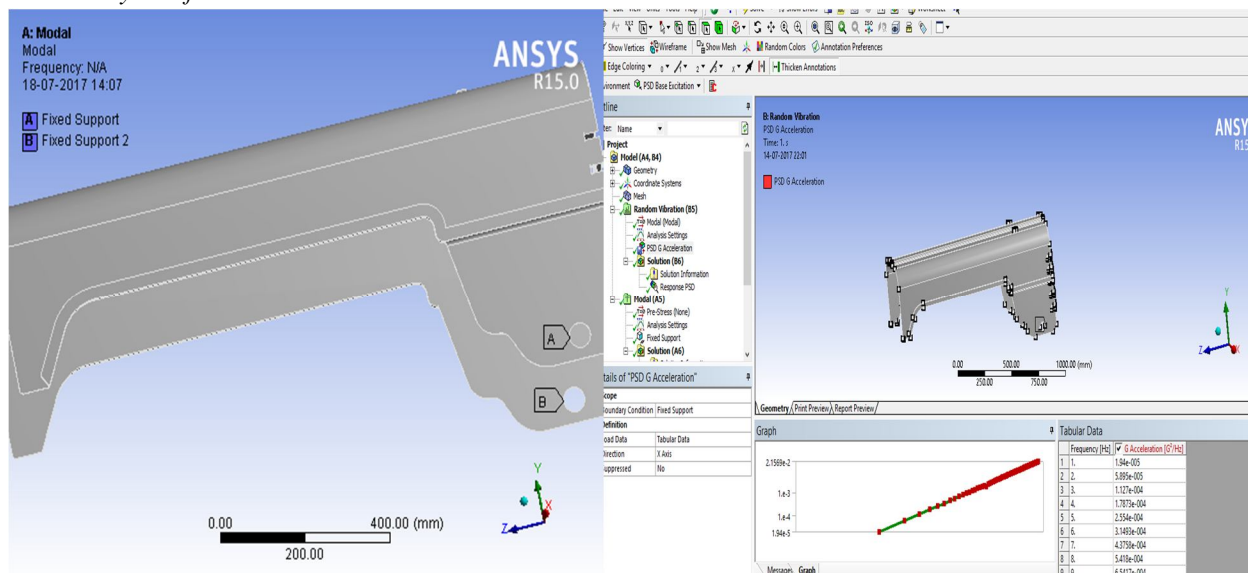 A: Modal
Modal
Frequency: N/A
18-07-2017 14:07
A Fixed Support
B Fixed Support 2
ANSYS
R15.0
A
B
Y
X
Z
0.00 400.00 (mm)
200.00
Show Vertices Wireframe Show Mesh Random Colors Annotation Preferences
Edge Coloring Thicken Annotations
vironment PSD Base Excitation
utline
ter: Name
Project
Model (A4, B4)
Geometry
Coordinate Systems
Mesh
Random Vibration (B5)
Modal (Modal)
Analysis Settings
PSD G Acceleration
Solution (B6)
Solution Information
Response PSD
Modal (A5)
Pre-Stress (None)
Analysis Settings
Fixed Support
Solution (A6)
etails of "PSD G Acceleration"
Scope
Boundary Condition Fixed Support
Definition
Load Data Tabular Data
Direction X Axis
Suppressed No
B: Random Vibration
PSD G Acceleration
Time: 1. s
14-07-2017 22:01
PSD G Acceleration
ANSY
R15
Y
X
Z
0.00 500.00 1000.00 (mm)
250.00 750.00
Geometry Print Preview Report Preview
Graph
2.1569e-2
1.e-3
1.e-4
1.94e-5
Messages Graph
Tabular Data
Frequency [Hz] G Acceleration [G²/Hz]
1 1. 1.94e-005
2 2. 5.895e-005
3 3. 1.127e-004
4 4. 1.7873e-004
5 5. 2.554e-004
6 6. 3.1493e-004
7 7. 4.3758e-004
8 8. 5.418e-004